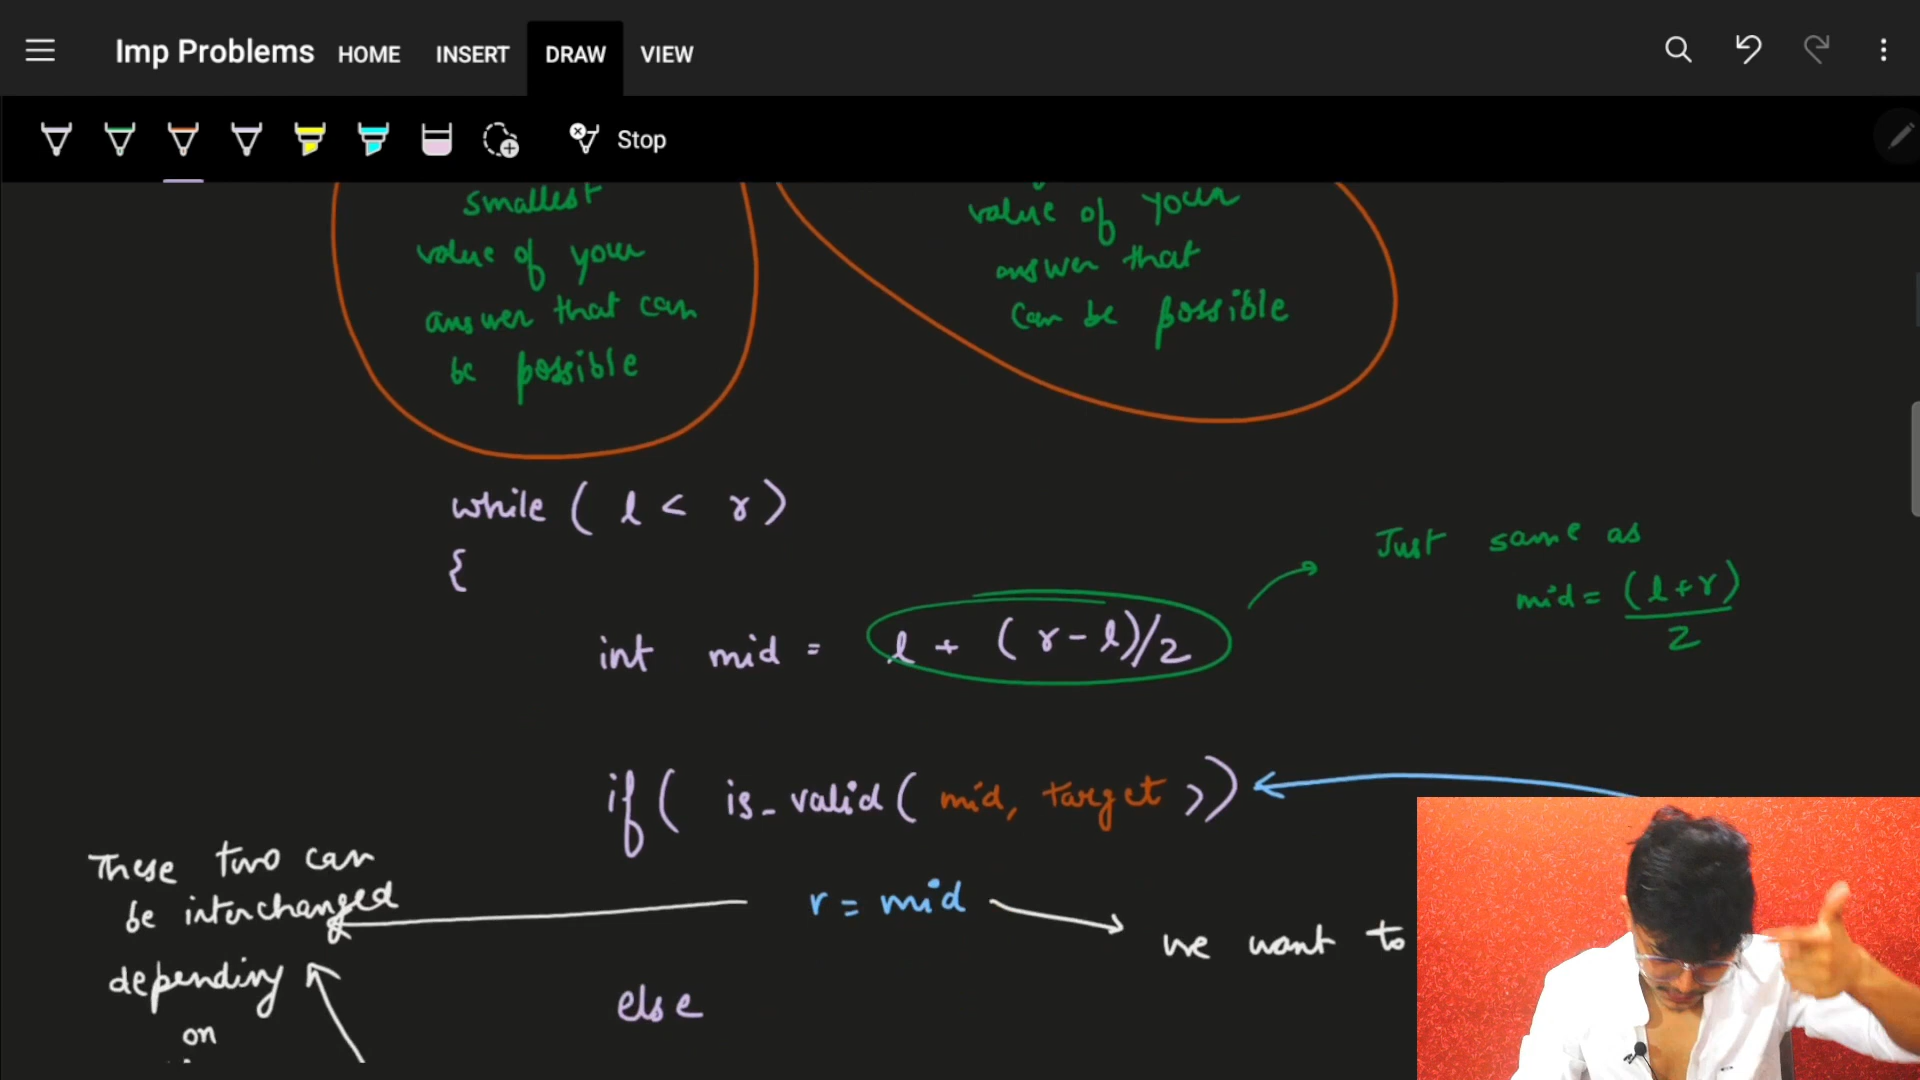 Imp Problems HOME INSERT DRAW VIEW
Stop
smallest
value of your
answer that can
be possible
value of your
answer that
can be possible
while ( l < r )
{
Just same as
mid = (l+r)
2
int mid = l + ( r - l)/2
if ( is_valid ( mid, target ))
These two can
be interchanged
depending
on
r = mid
we want to
else